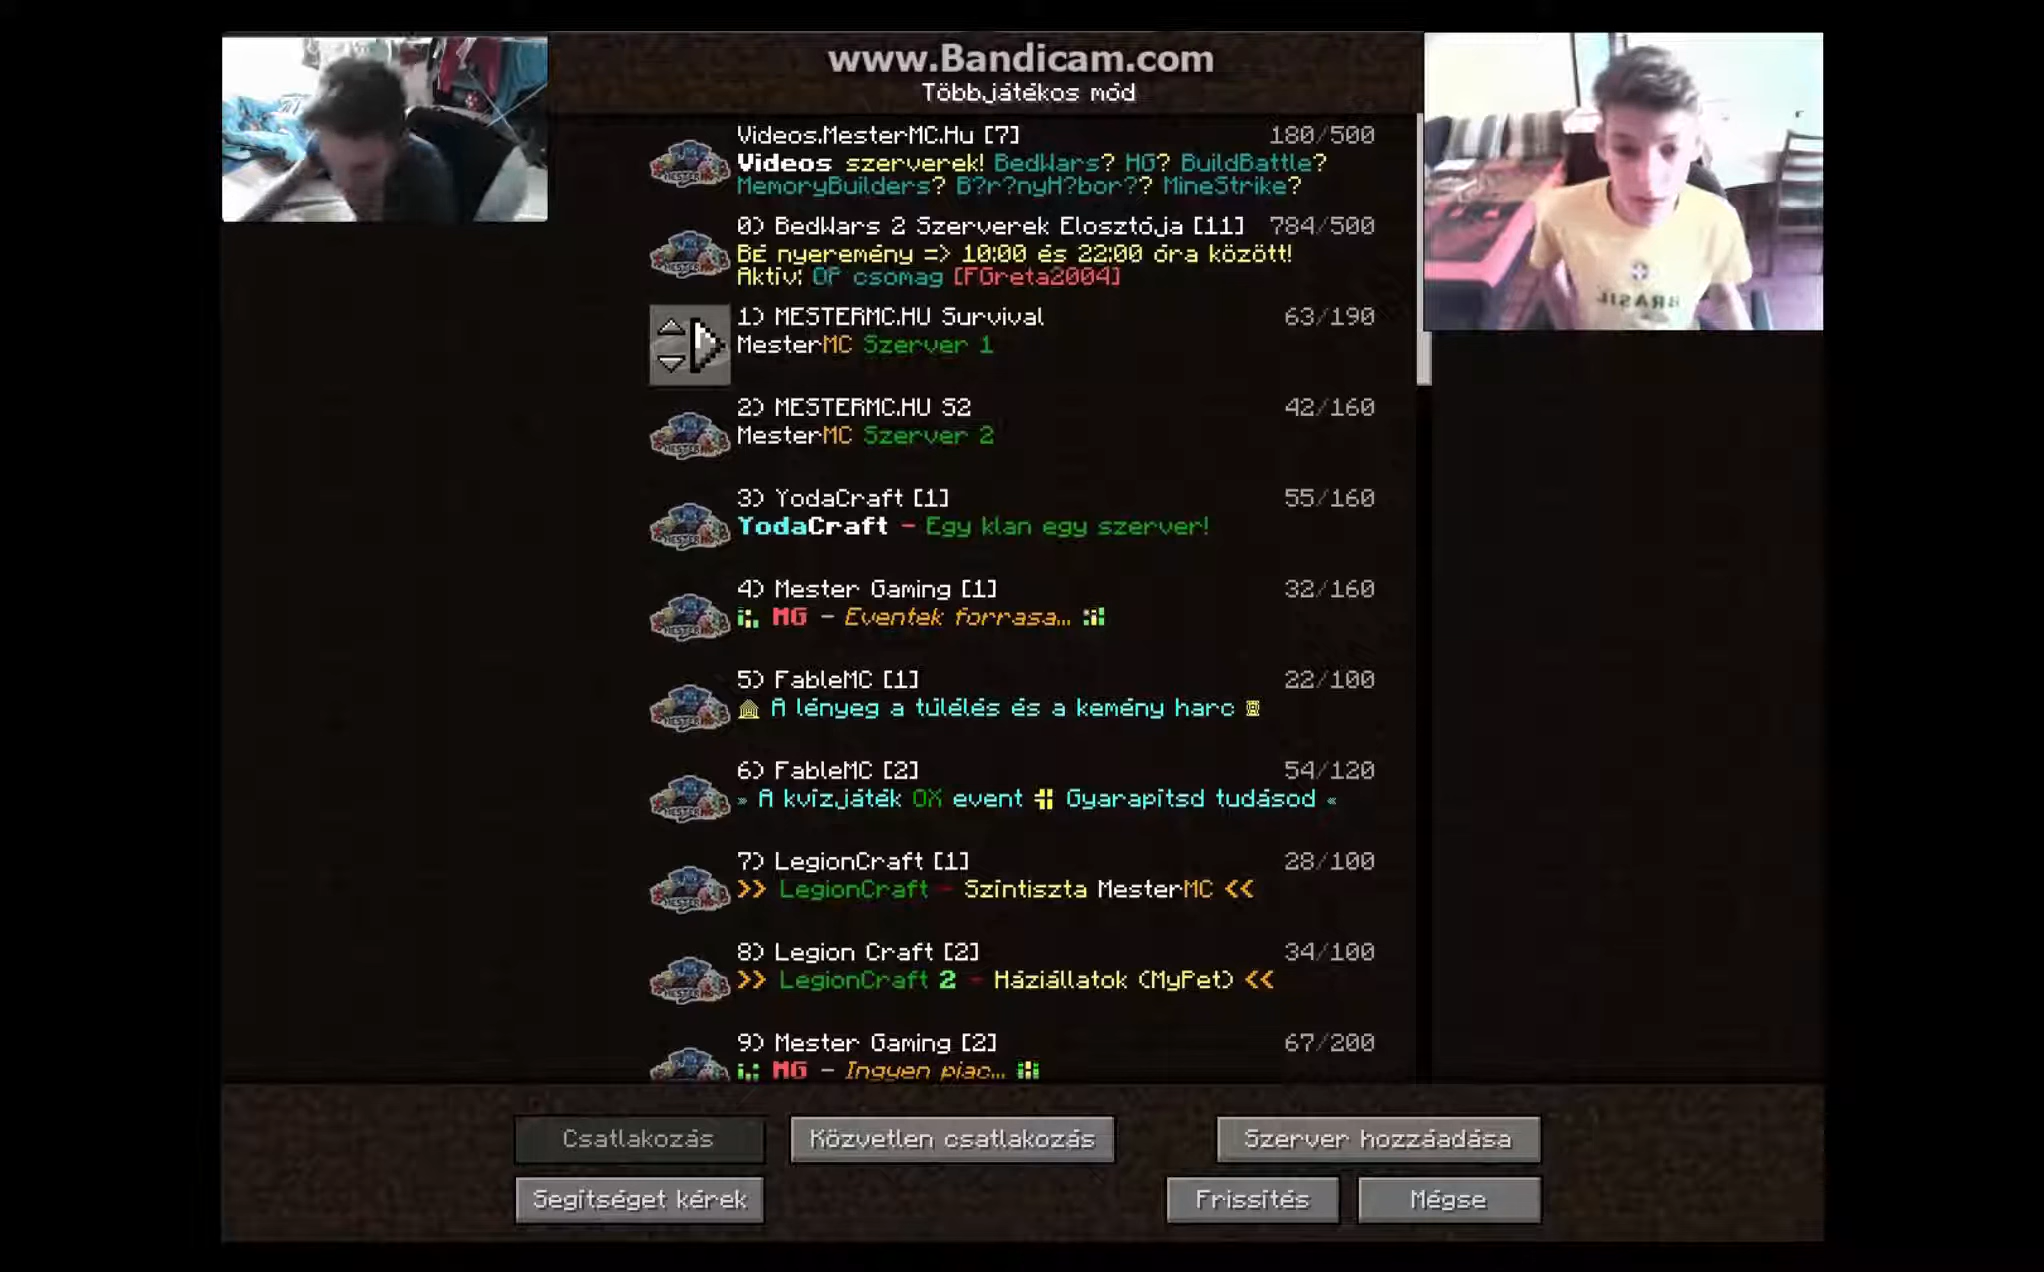 www.Bandicam.com
Többjátékos mód
Videos.MesterMC.Hu [7] 180/500
Videos szerverek! BedWars? HG? BuildBattle?
MemoryBuilders? B?r?nyH?bor?? MineStrike?
0) BedWars 2 Szerverek Elosztója [11] 784/500
BE nyeremény => 10:00 és 22:00 óra között!
Aktív: OP csomag [FGreta2004]
1) MESTERMC.HU Survival 63/190
MesterMC Szerver 1
2) MESTERMC.HU S2 42/160
MesterMC Szerver 2
3) YodaCraft [1] 55/160
YodaCraft - Egy klan egy szerver!
4) Mester Gaming [1] 32/160
MG - Eventek forrasa...
5) FableMC [1] 22/100
A lényeg a túlélés és a kemény harc
6) FableMC [2] 54/120
» A kvízjáték OX event Gyarapítsd tudásod «
7) LegionCraft [1] 28/100
>> LegionCraft - Színtiszta MesterMC <<
8) Legion Craft [2] 34/100
>> LegionCraft 2 - Háziállatok (MyPet) <<
9) Mester Gaming [2] 67/200
MG - Ingyen piac...
Csatlakozás Közvetlen csatlakozás Szerver hozzáadása
Segítséget kérek Frissítés Mégse
BRASIL